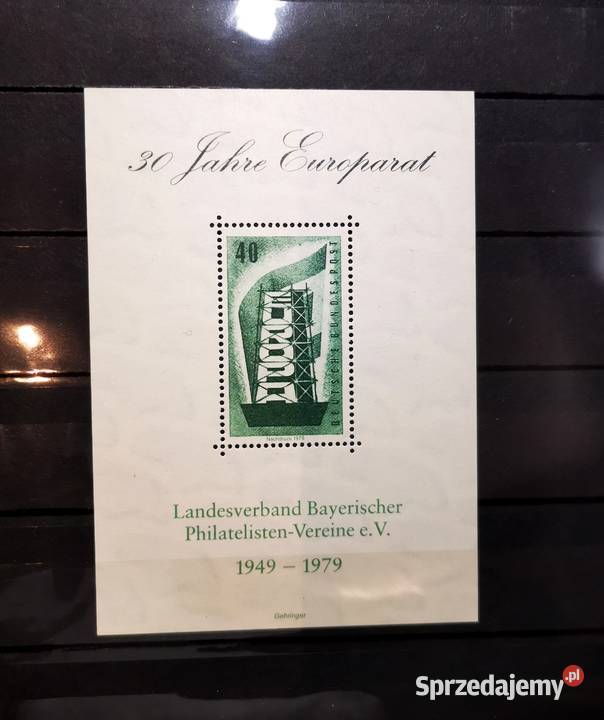 30 Jahre Europarat
40
DEUTSCHE BUNDESPOST
EUROPA
Nachdruck 1979
Landesverband Bayerischer
Philatelisten-Vereine e.V.
1949 – 1979
Gehringer
Sprzedajemy.pl